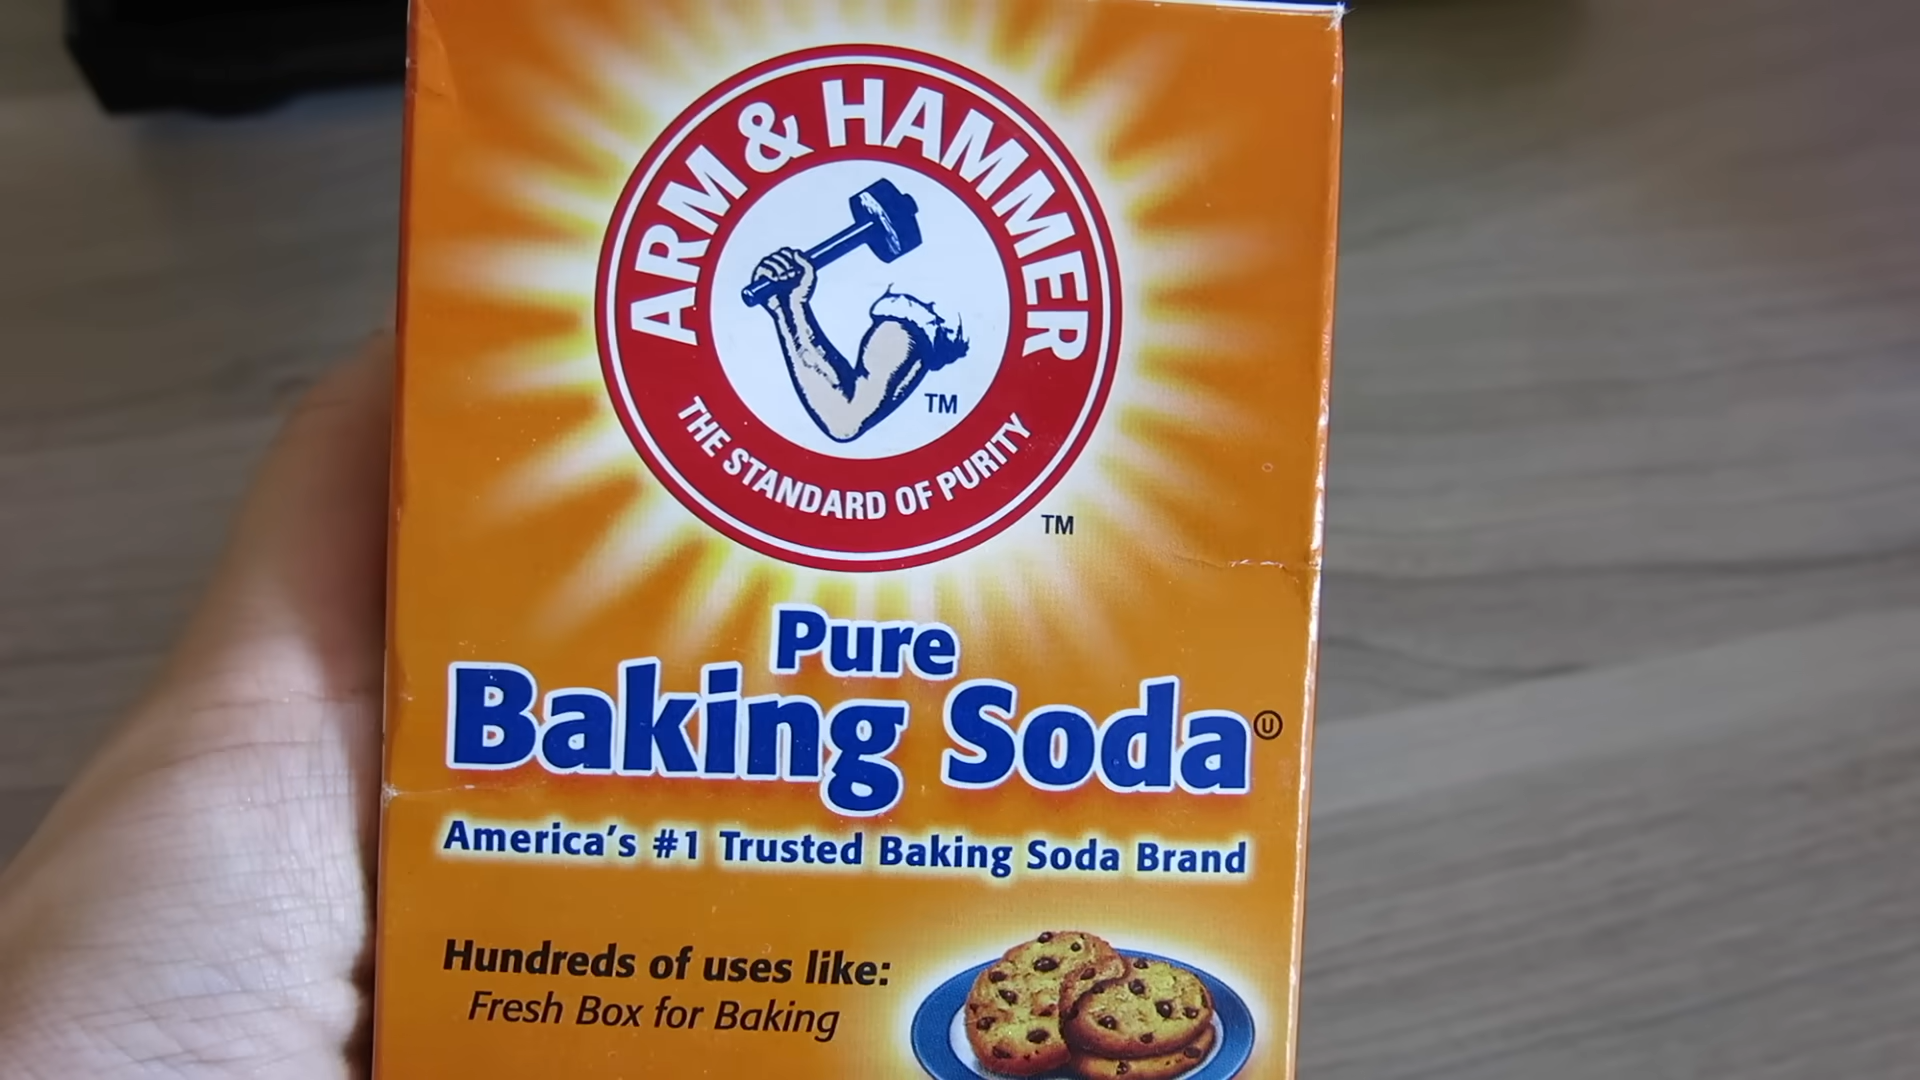 ARM & HAMMER
TM
THE STANDARD OF PURITY
TM
Pure
Baking Soda Ⓤ
America's #1 Trusted Baking Soda Brand
Hundreds of uses like:
Fresh Box for Baking